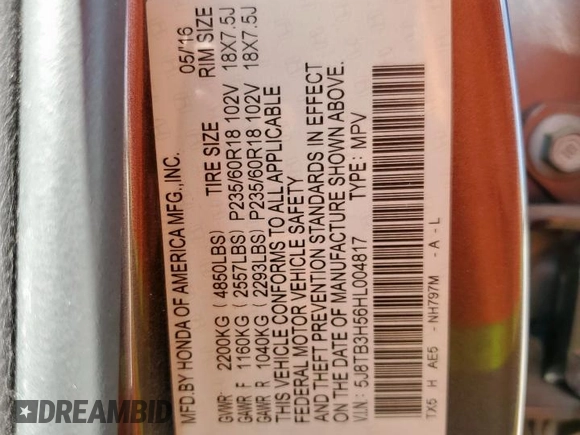 MFD.BY HONDA OF AMERICA MFG., INC. 05/'16
TIRE SIZE RIM SIZE
GVWR: 2200KG (4850LBS)
GAWR F 1160KG (2557LBS) P235/60R18 102V 18X7.5J
GAWR R 1040KG (2293LBS) P235/60R18 102V 18X7.5J
THIS VEHICLE CONFORMS TO ALL APPLICABLE
FEDERAL MOTOR VEHICLE SAFETY
AND THEFT PREVENTION STANDARDS IN EFFECT
ON THE DATE OF MANUFACTURE SHOWN ABOVE.
V.I.N: 5J8TB3H56HL004817 TYPE: MPV
TX5 H AE5 - NH797M - A - L
DREAMBID